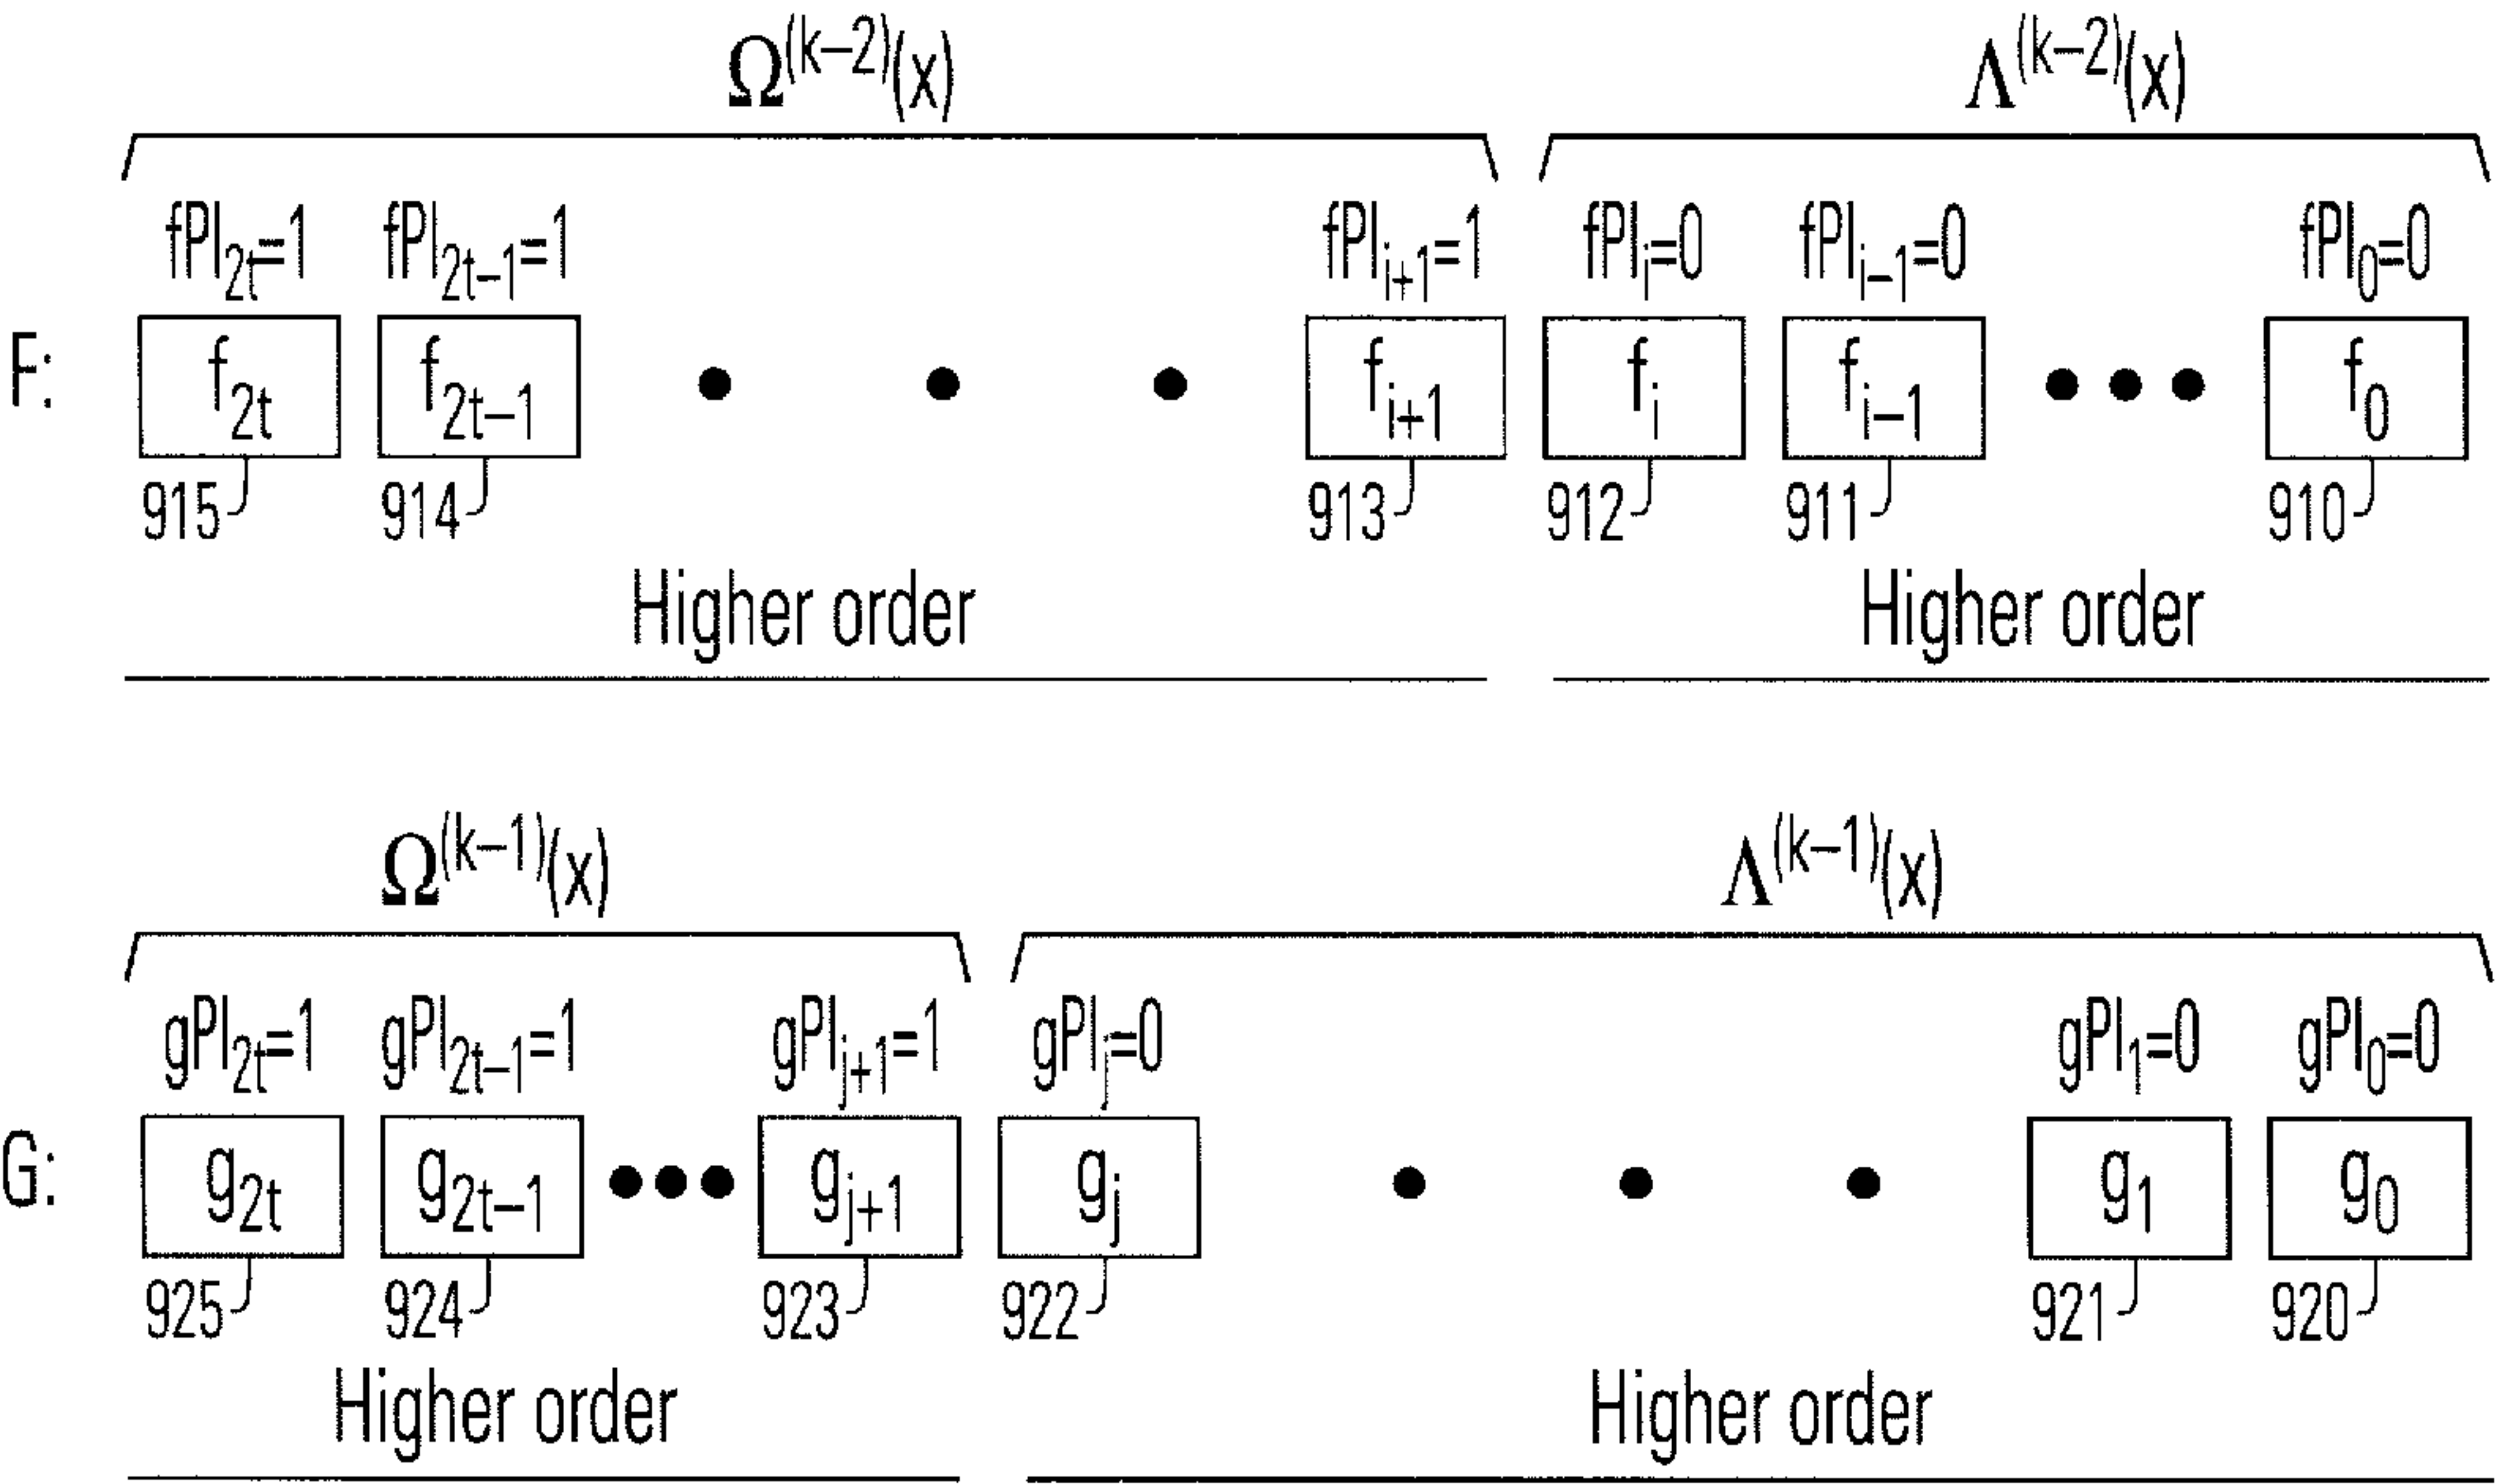 Ω^(k−2)(x) Λ^(k−2)(x)
fPI_2t=1 fPI_2t−1=1 fPI_i+1=1 fPI_i=0 fPI_i−1=0 fPI_0=0
F: f_2t f_2t−1 • • • f_i+1 f_i f_i−1 ••• f_0
915 914 913 912 911 910
Higher order Higher order
Ω^(k−1)(x) Λ^(k−1)(x)
gPI_2t=1 gPI_2t−1=1 gPI_j+1=1 gPI_j=0 gPI_1=0 gPI_0=0
G: g_2t g_2t−1 ••• g_j+1 g_j • • • g_1 g_0
925 924 923 922 921 920
Higher order Higher order